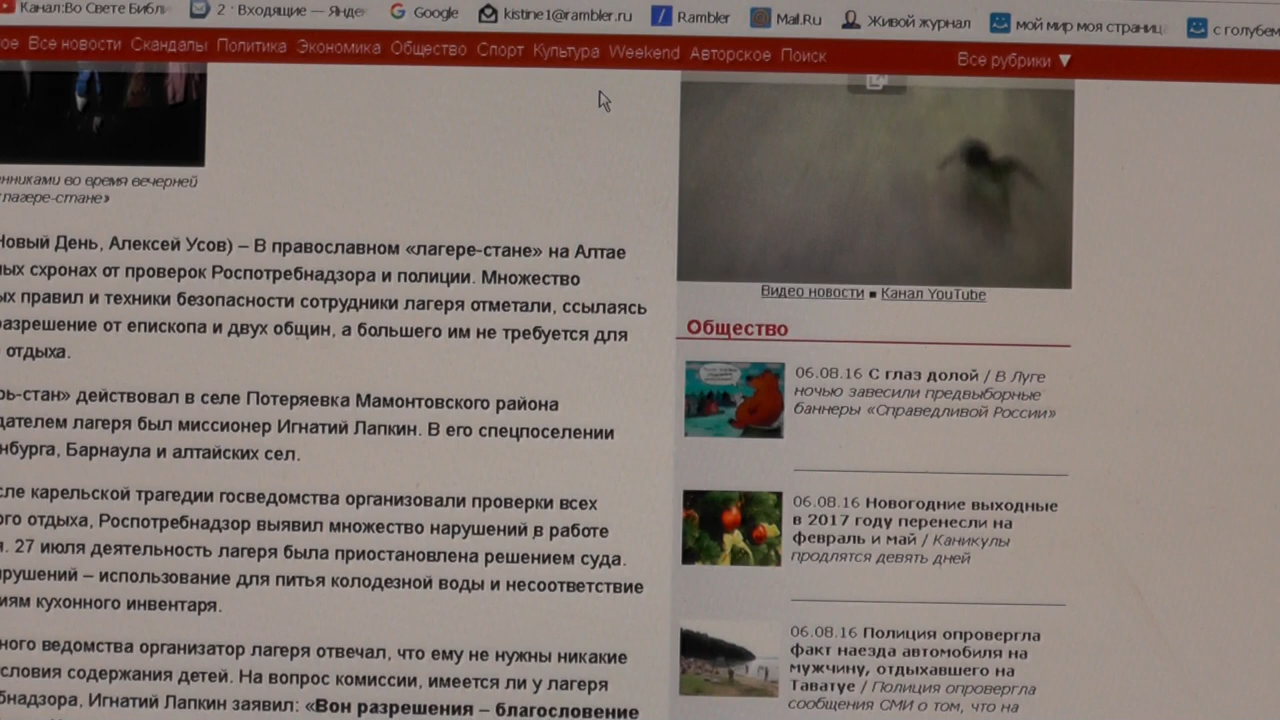 Канал:Во Свете Библ
2 · Входящие — Янде
Google
kistine1@rambler.ru
Rambler
Mail.Ru
Живой журнал
мой мир моя страниц
с голубем
ое Все новости Скандалы Политика Экономика Общество Спорт Культура Weekend Авторское Поиск
Все рубрики ▼
нниками во время вечерней
лагере-стане»
Новый День, Алексей Усов) – В православном «лагере-стане» на Алтае
ых схронах от проверок Роспотребнадзора и полиции. Множество
ых правил и техники безопасности сотрудники лагеря отметали, ссылаясь
азрешение от епископа и двух общин, а большего им не требуется для
отдыха.
рь-стан» действовал в селе Потеряевка Мамонтовского района
дателем лагеря был миссионер Игнатий Лапкин. В его спецпоселении
нбурга, Барнаула и алтайских сел.
сле карельской трагедии госведомства организовали проверки всех
ого отдыха, Роспотребнадзор выявил множество нарушений в работе
я. 27 июля деятельность лагеря была приостановлена решением суда.
рушений – использование для питья колодезной воды и несоответствие
иям кухонного инвентаря.
ного ведомства организатор лагеря отвечал, что ему не нужны никакие
словия содержания детей. На вопрос комиссии, имеется ли у лагеря
бнадзора, Игнатий Лапкин заявил: «Вон разрешения – благословение
Видео новости ■ Канал YouTube
Общество
06.08.16 С глаз долой / В Луге
ночью завесили предвыборные
баннеры «Справедливой России»
06.08.16 Новогодние выходные
в 2017 году перенесли на
февраль и май / Каникулы
продлятся девять дней
06.08.16 Полиция опровергла
факт наезда автомобиля на
мужчину, отдыхавшего на
Таватуе / Полиция опровергла
сообщения СМИ о том, что на